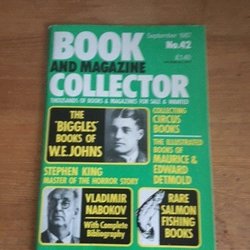 September 1987
BOOK
No.42
AND MAGAZINE
£1.40
COLLECTOR
THOUSANDS OF BOOKS & MAGAZINES FOR SALE & WANTED
THE
'BIGGLES'
BOOKS OF
W.E.JOHNS
COLLECTING
CIRCUS
BOOKS
THE ILLUSTRATED
BOOKS OF
MAURICE &
EDWARD
DETMOLD
STEPHEN KING
MASTER OF THE HORROR STORY
VLADIMIR
NABOKOV
With Complete
Bibliography
RARE
SALMON
FISHING
BOOKS